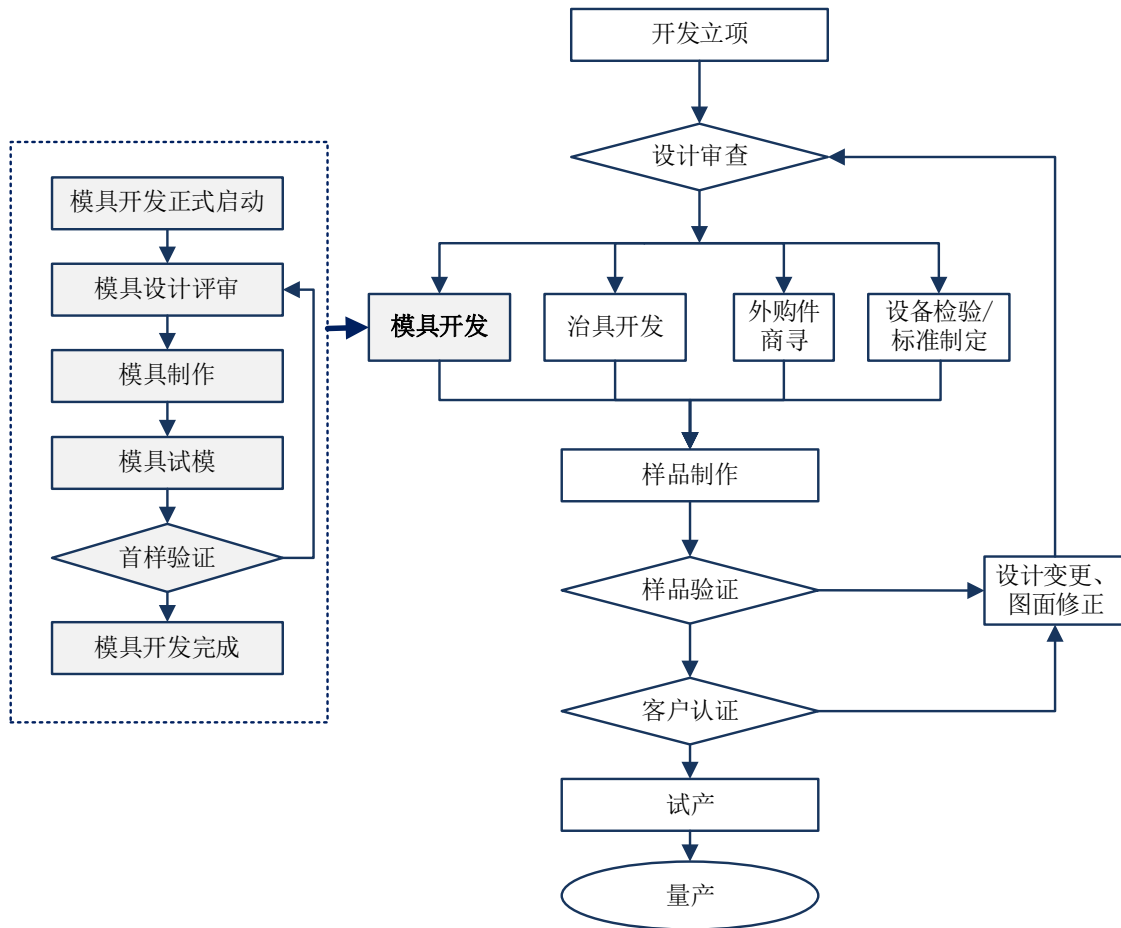 开发立项
设计审查
模具开发正式启动
模具设计评审
模具制作
模具试模
首样验证
模具开发完成
模具开发
治具开发
外购件
商寻
设备检验/
标准制定
样品制作
样品验证
设计变更、
图面修正
客户认证
试产
量产